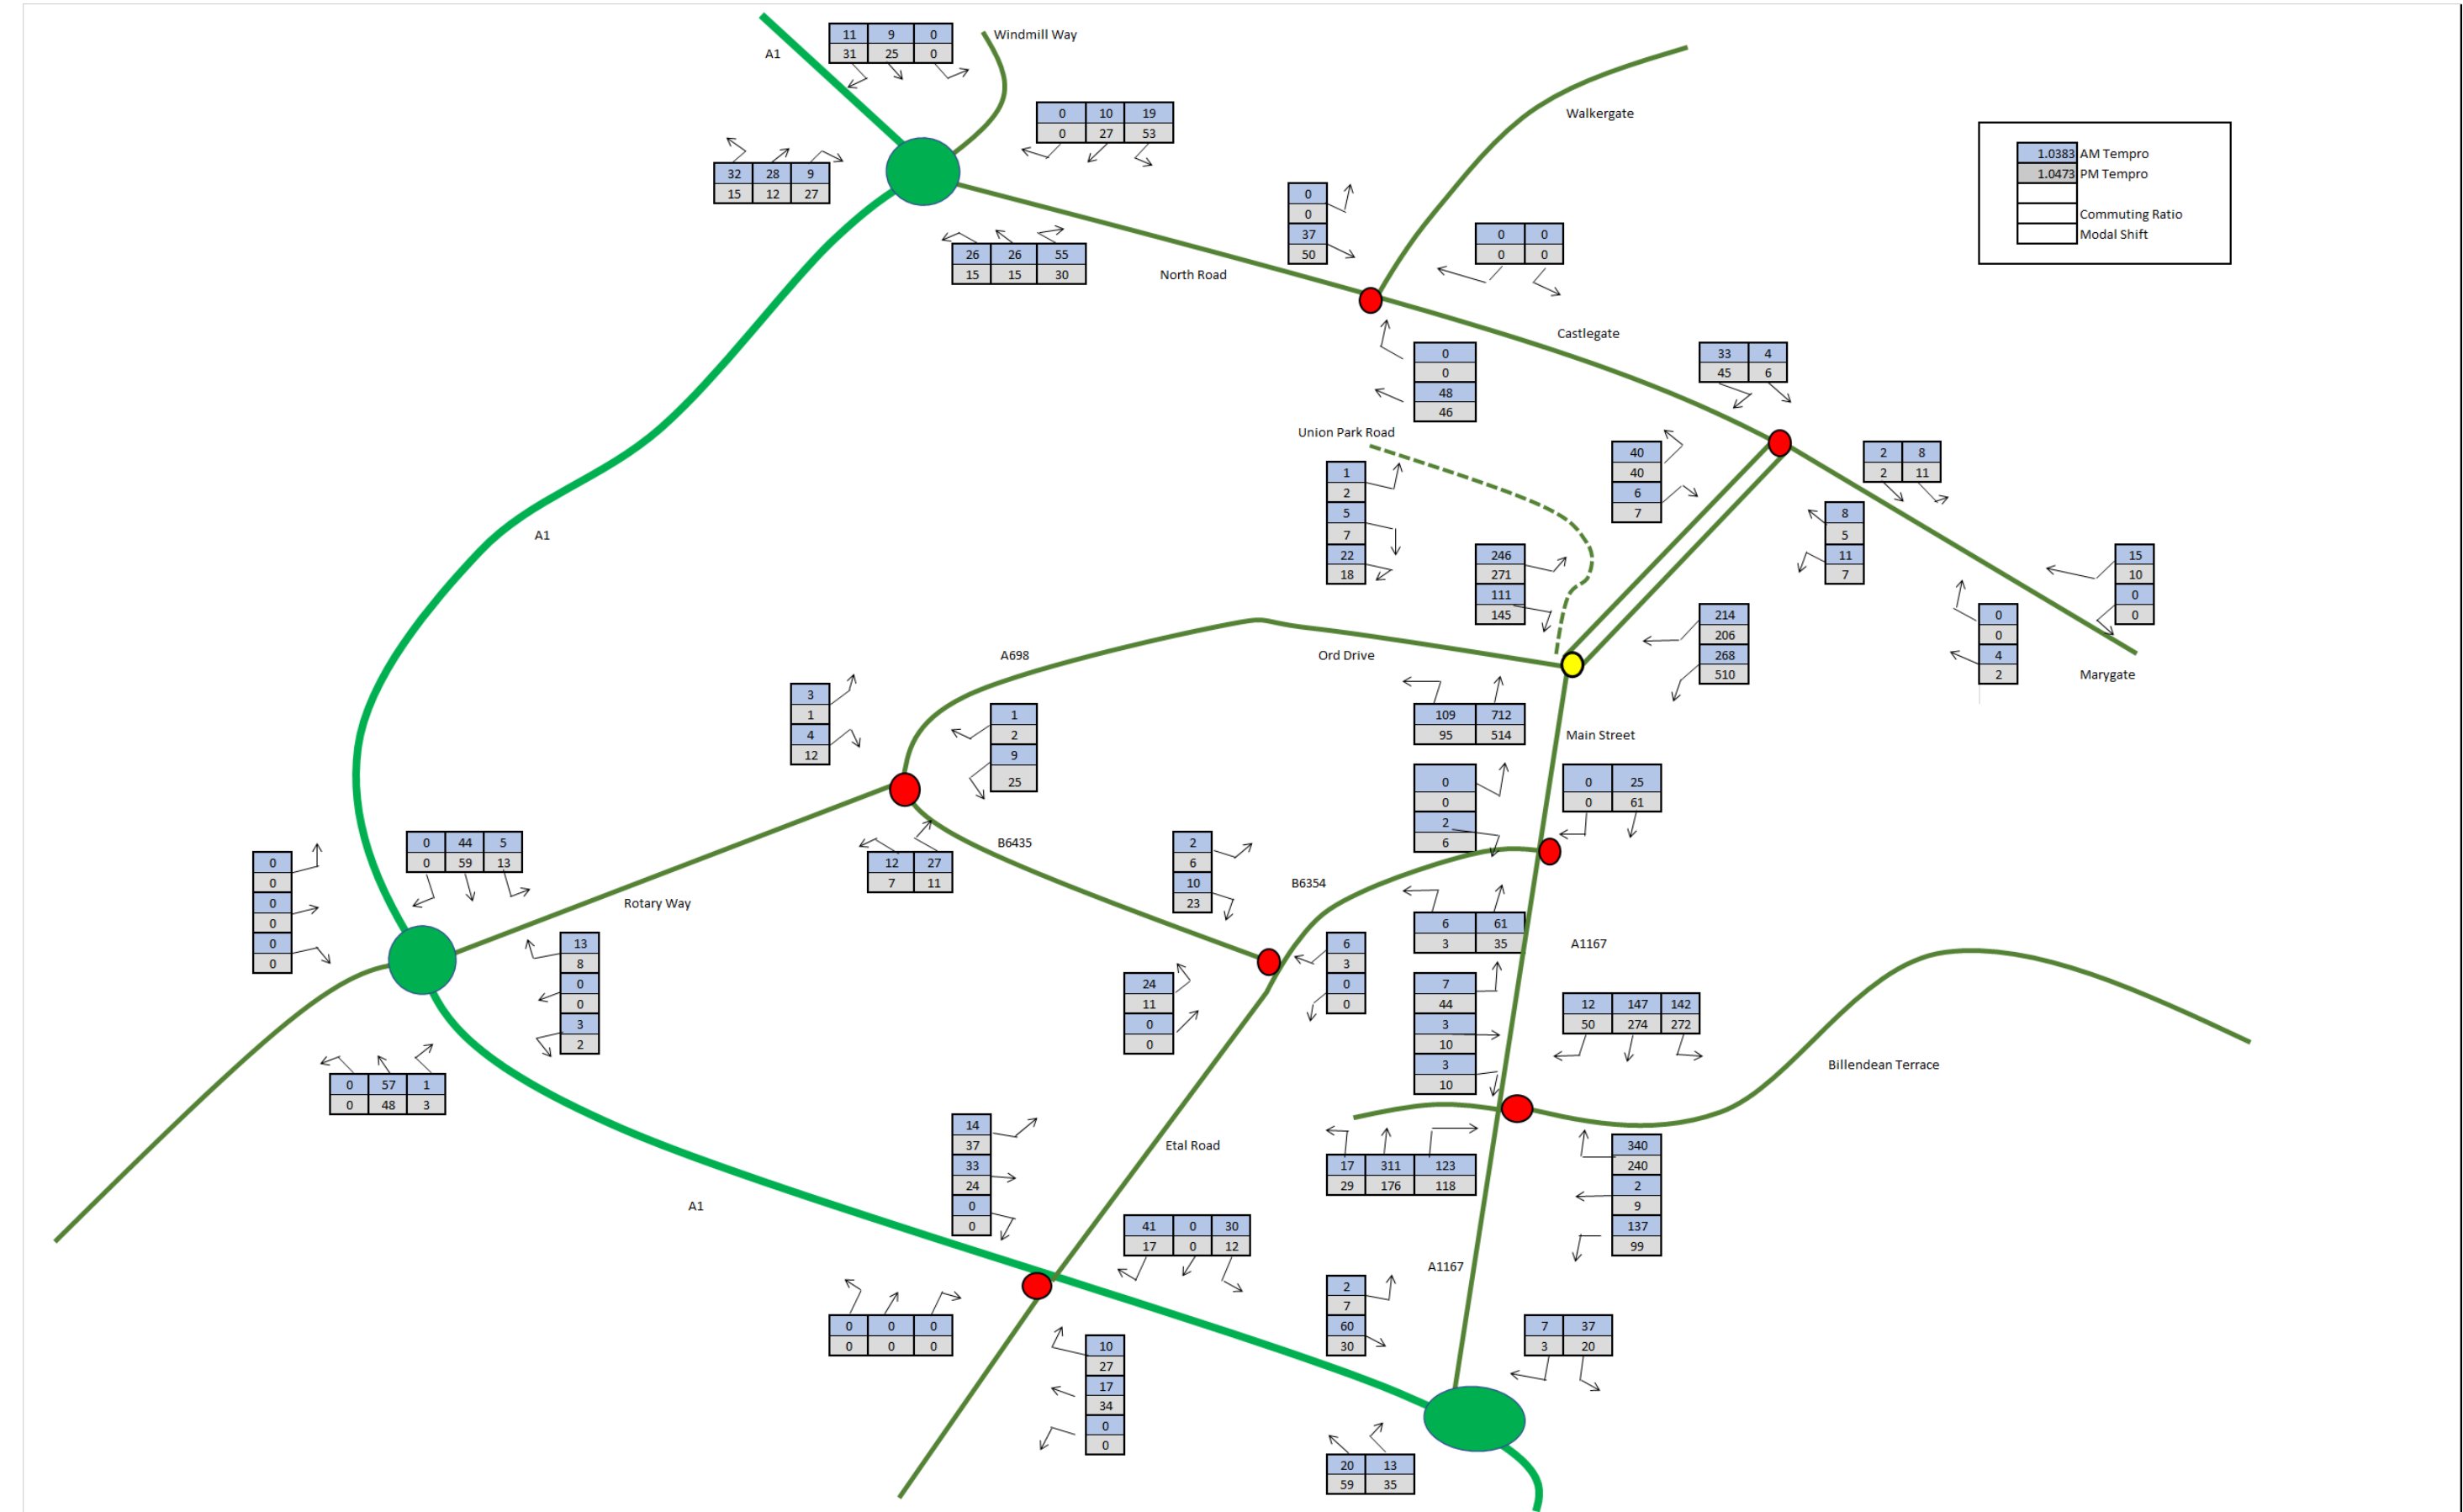 11 9 0
31 25 0
Windmill Way
A1
0 10 19
0 27 53
Walkergate
1.0383 AM Tempro
1.0473 PM Tempro
Commuting Ratio
Modal Shift
32 28 9
15 12 27
0
0
37
50
0 0
0 0
26 26 55
15 15 30
North Road
Castlegate
0
0
48
46
33 4
45 6
Union Park Road
40
40
6
7
2 8
2 11
1
2
5
7
22
18
8
5
11
7
A1
246
271
111
145
15
10
0
0
214
206
268
510
0
0
4
2
A698
Ord Drive
Marygate
3
1
4
12
1
2
9
25
109 712
95 514
Main Street
0
0
2
6
0 25
0 61
0 44 5
0 59 13
B6435
2
6
10
23
0
0
0
0
0
0
12 27
7 11
B6354
Rotary Way
6 61
3 35
A1167
13
8
0
0
3
2
6
3
0
0
24
11
0
0
7
44
3
10
3
10
12 147 142
50 274 272
Billendean Terrace
0 57 1
0 48 3
14
37
33
24
0
0
Etal Road
17 311 123
29 176 118
340
240
2
9
137
99
A1
41 0 30
17 0 12
A1167
2
7
60
30
0 0 0
0 0 0
7 37
3 20
10
27
17
34
0
0
20 13
59 35